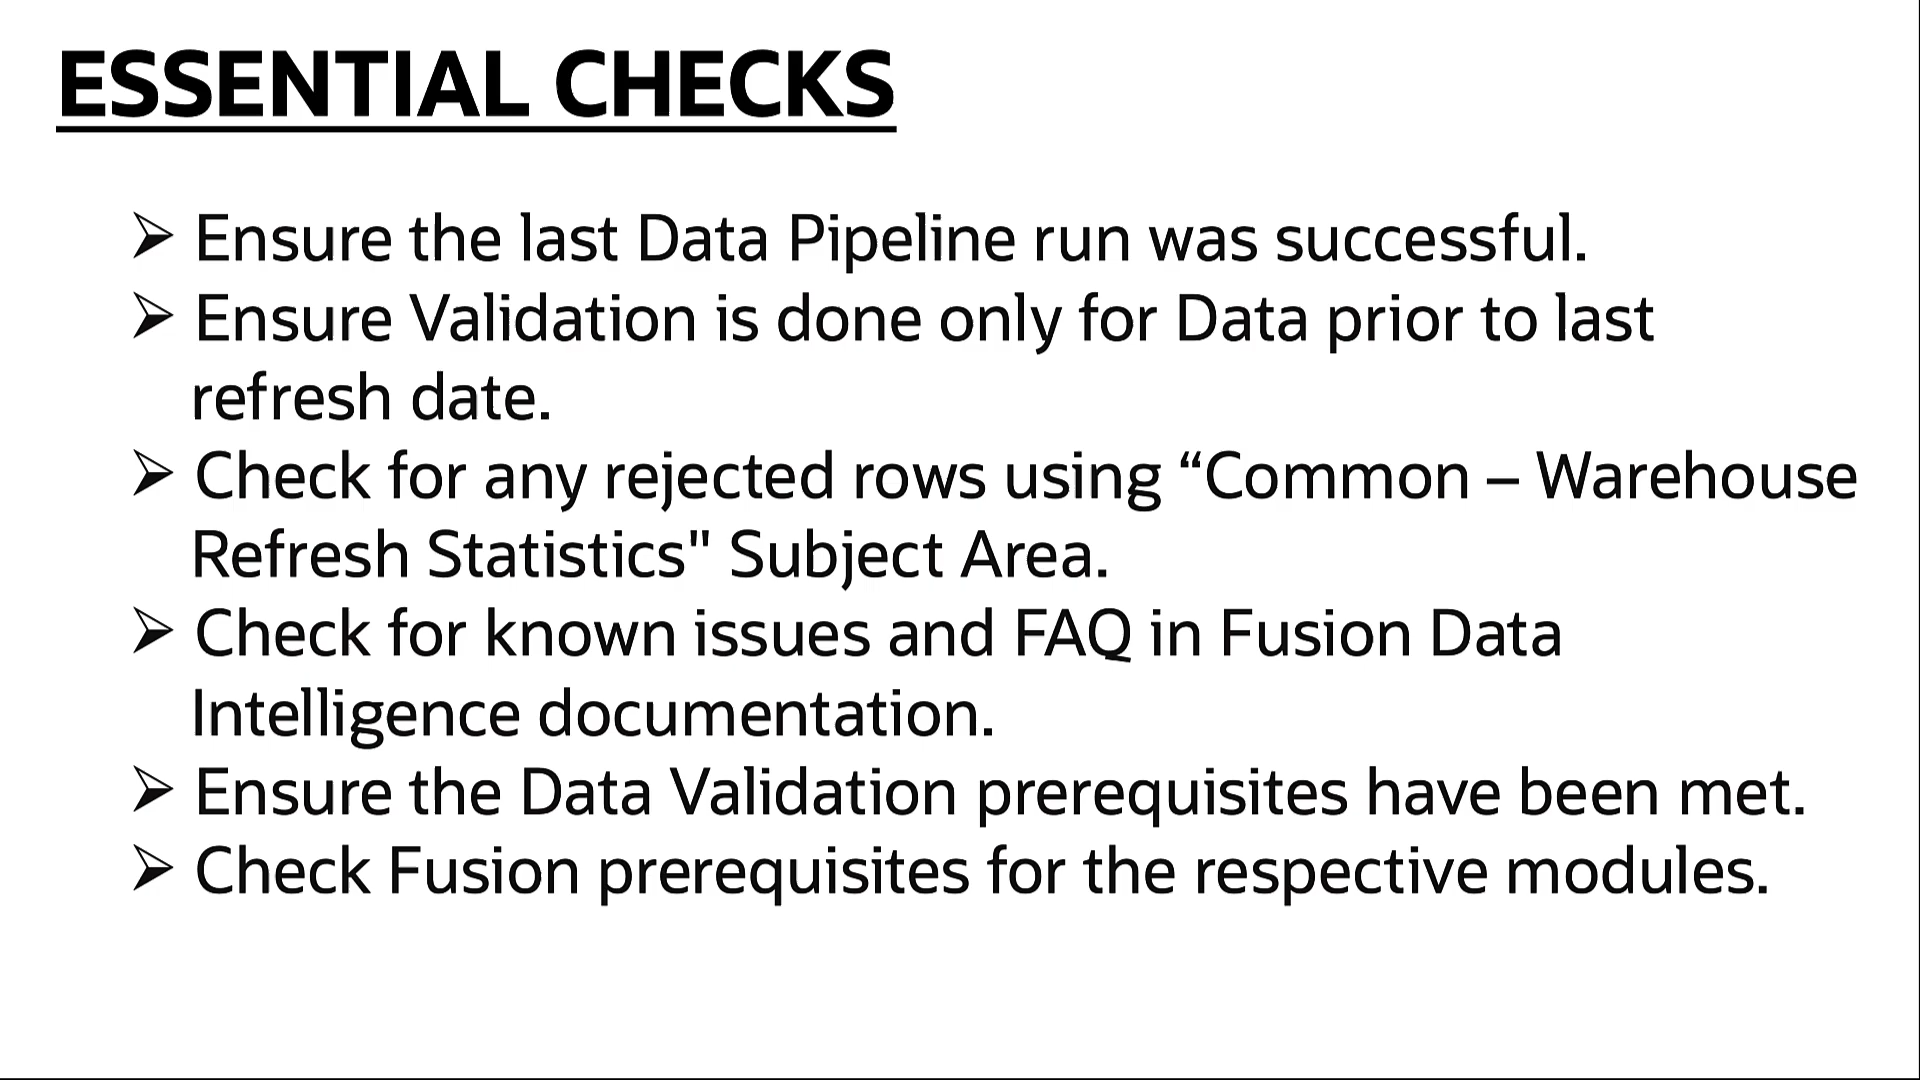 ESSENTIAL CHECKS
➢ Ensure the last Data Pipeline run was successful.
➢ Ensure Validation is done only for Data prior to last
refresh date.
➢ Check for any rejected rows using “Common – Warehouse
Refresh Statistics" Subject Area.
➢ Check for known issues and FAQ in Fusion Data
Intelligence documentation.
➢ Ensure the Data Validation prerequisites have been met.
➢ Check Fusion prerequisites for the respective modules.